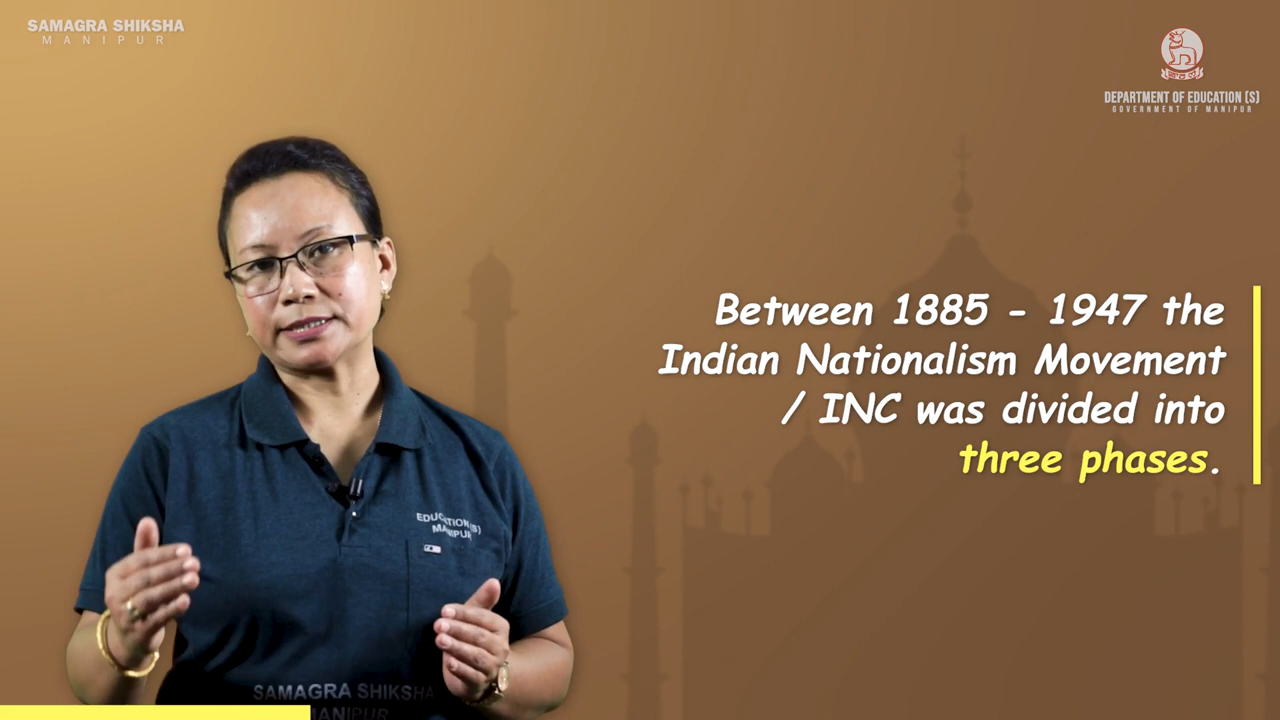 SAMAGRA SHIKSHA
MANIPUR
DEPARTMENT OF EDUCATION (S)
GOVERNMENT OF MANIPUR
Between 1885 - 1947 the
Indian Nationalism Movement
/ INC was divided into
three phases.
EDUCATION (S)
MANIPUR
SAMAGRA SHIKSHA
MANIPUR